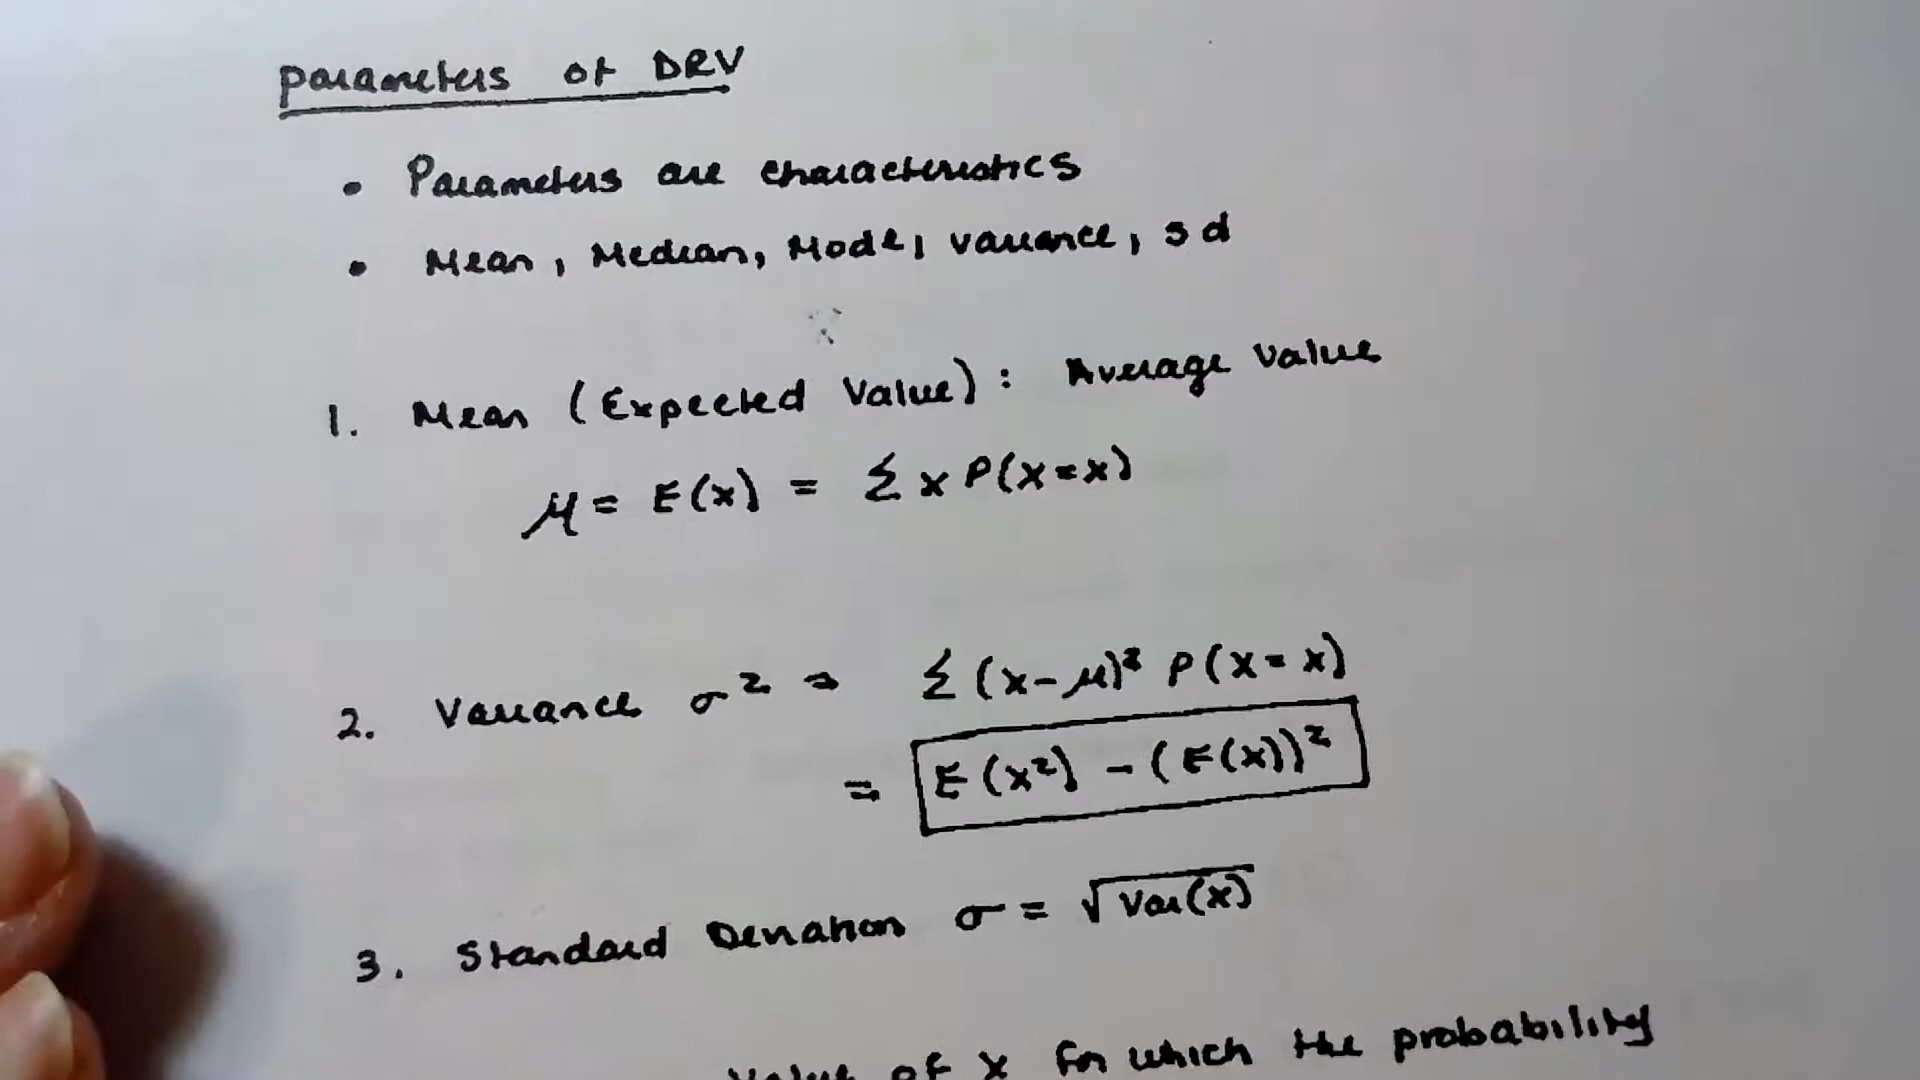 Parameters of DRV
• Parameters are characteristics
• Mean, Median, Mode, variance, sd
1. Mean (Expected Value): Average value
μ = E(x) = Σ x P(X=x)
2. Variance σ² = Σ (x-μ)² P(X=x)
= E(x²) - (E(x))²
3. Standard Deviation σ = √Var(x)
Value of x for which the probability